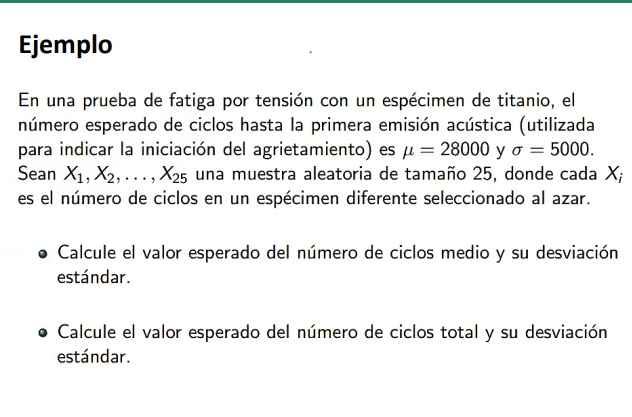 Ejemplo
En una prueba de fatiga por tensión con un espécimen de titanio, el
número esperado de ciclos hasta la primera emisión acústica (utilizada
para indicar la iniciación del agrietamiento) es μ = 28000 y σ = 5000.
Sean X₁, X₂, . . . , X₂₅ una muestra aleatoria de tamaño 25, donde cada Xᵢ
es el número de ciclos en un espécimen diferente seleccionado al azar.
● Calcule el valor esperado del número de ciclos medio y su desviación
estándar.
● Calcule el valor esperado del número de ciclos total y su desviación
estándar.